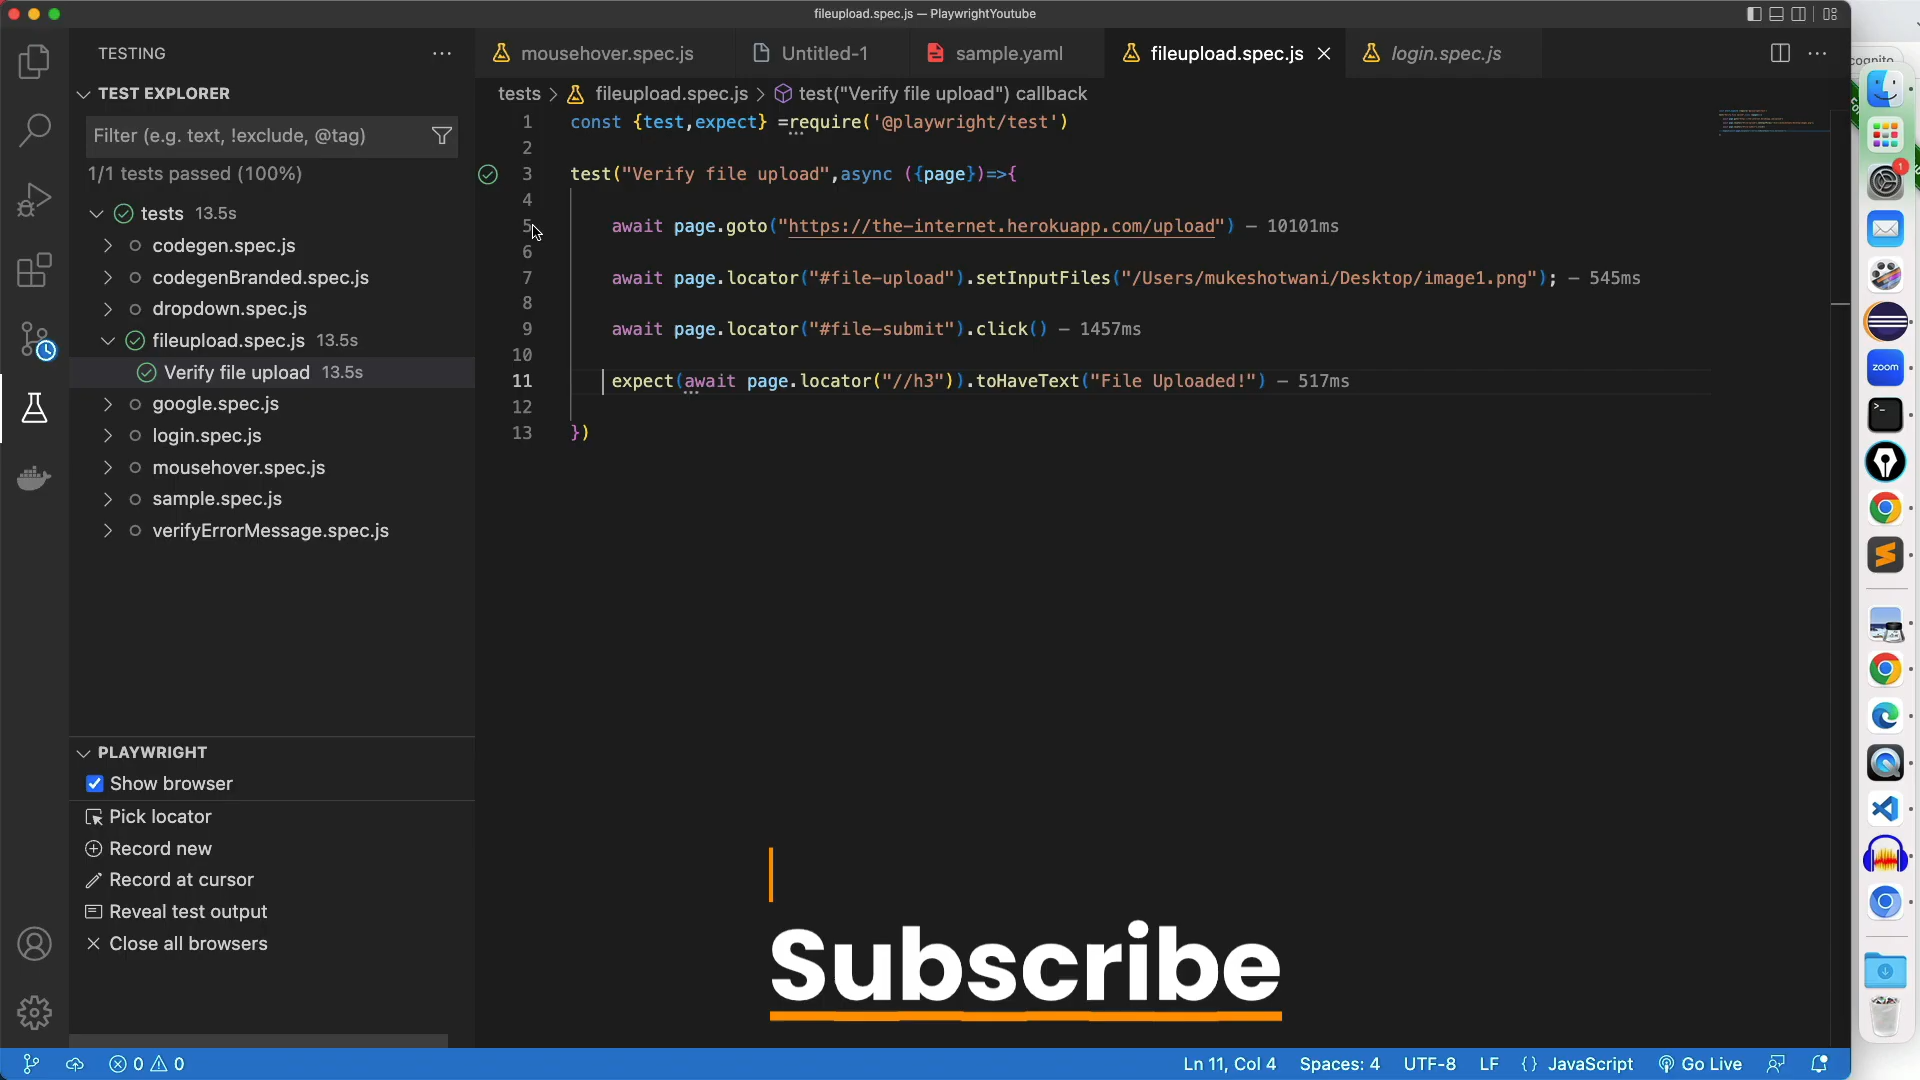 fileupload.spec.js — PlaywrightYoutube
TESTING
TEST EXPLORER
Filter (e.g. text, !exclude, @tag)
1/1 tests passed (100%)
tests 13.5s
codegen.spec.js
codegenBranded.spec.js
dropdown.spec.js
fileupload.spec.js 13.5s
Verify file upload 13.5s
google.spec.js
login.spec.js
mousehover.spec.js
sample.spec.js
verifyErrorMessage.spec.js
PLAYWRIGHT
Show browser
Pick locator
Record new
Record at cursor
Reveal test output
Close all browsers
mousehover.spec.js Untitled-1 sample.yaml fileupload.spec.js login.spec.js
tests > fileupload.spec.js > test("Verify file upload") callback
1 const {test,expect} =require('@playwright/test')
2
3 test("Verify file upload",async ({page})=>{
4
5 await page.goto("https://the-internet.herokuapp.com/upload") — 10101ms
6
7 await page.locator("#file-upload").setInputFiles("/Users/mukeshotwani/Desktop/image1.png"); — 545ms
8
9 await page.locator("#file-submit").click() — 1457ms
10
11 expect(await page.locator("//h3")).toHaveText("File Uploaded!") — 517ms
12
13 })
Subscribe
0 0
Ln 11, Col 4 Spaces: 4 UTF-8 LF {} JavaScript Go Live
cognito
1
zoom